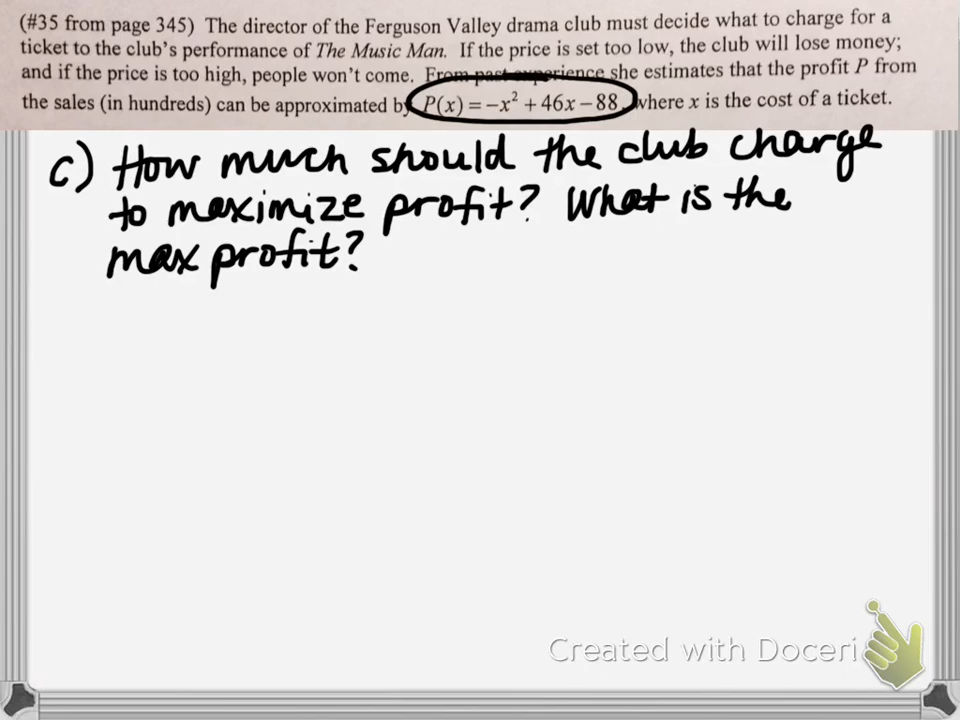 (#35 from page 345) The director of the Ferguson Valley drama club must decide what to charge for a
ticket to the club's performance of The Music Man. If the price is set too low, the club will lose money;
and if the price is too high, people won't come. From past experience she estimates that the profit P from
the sales (in hundreds) can be approximated by P(x) = −x² + 46x − 88 where x is the cost of a ticket.
c) How much should the club charge
to maximize profit? What is the
max profit?
Created with Doceri